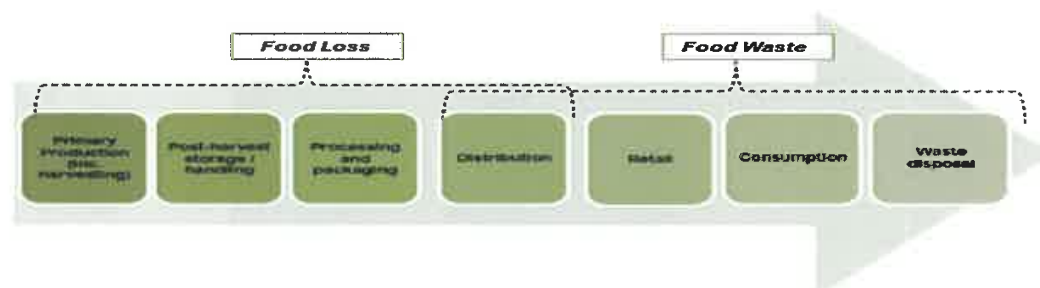 Food Loss
Food Waste
Primary
Production
(inc.
harvesting)
Post-harvest
storage /
handling
Processing
and
packaging
Distribution
Retail
Consumption
Waste
disposal